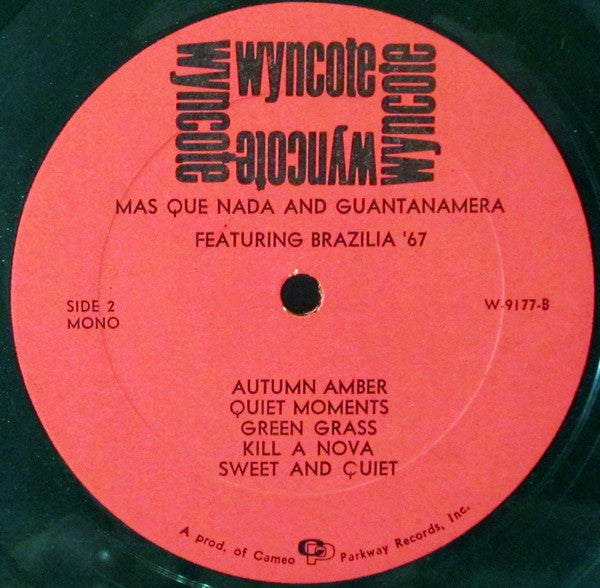 wyncote
wyncote
wyncote
wyncote
MAS QUE NADA AND GUANTANAMERA
FEATURING BRAZILIA '67
SIDE 2
MONO
W-9177-B
AUTUMN AMBER
QUIET MOMENTS
GREEN GRASS
KILL A NOVA
SWEET AND QUIET
A prod. of Cameo CP Parkway Records, Inc.